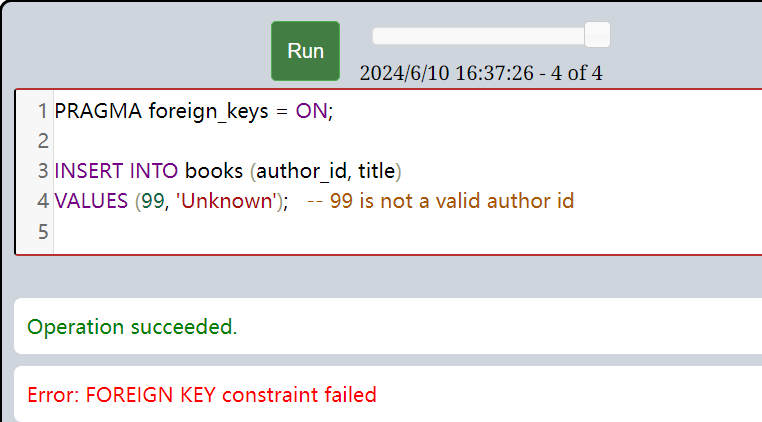 Run
2024/6/10 16:37:26 - 4 of 4
1 PRAGMA foreign_keys = ON;
2
3 INSERT INTO books (author_id, title)
4 VALUES (99, 'Unknown');   -- 99 is not a valid author id
5
Operation succeeded.
Error: FOREIGN KEY constraint failed